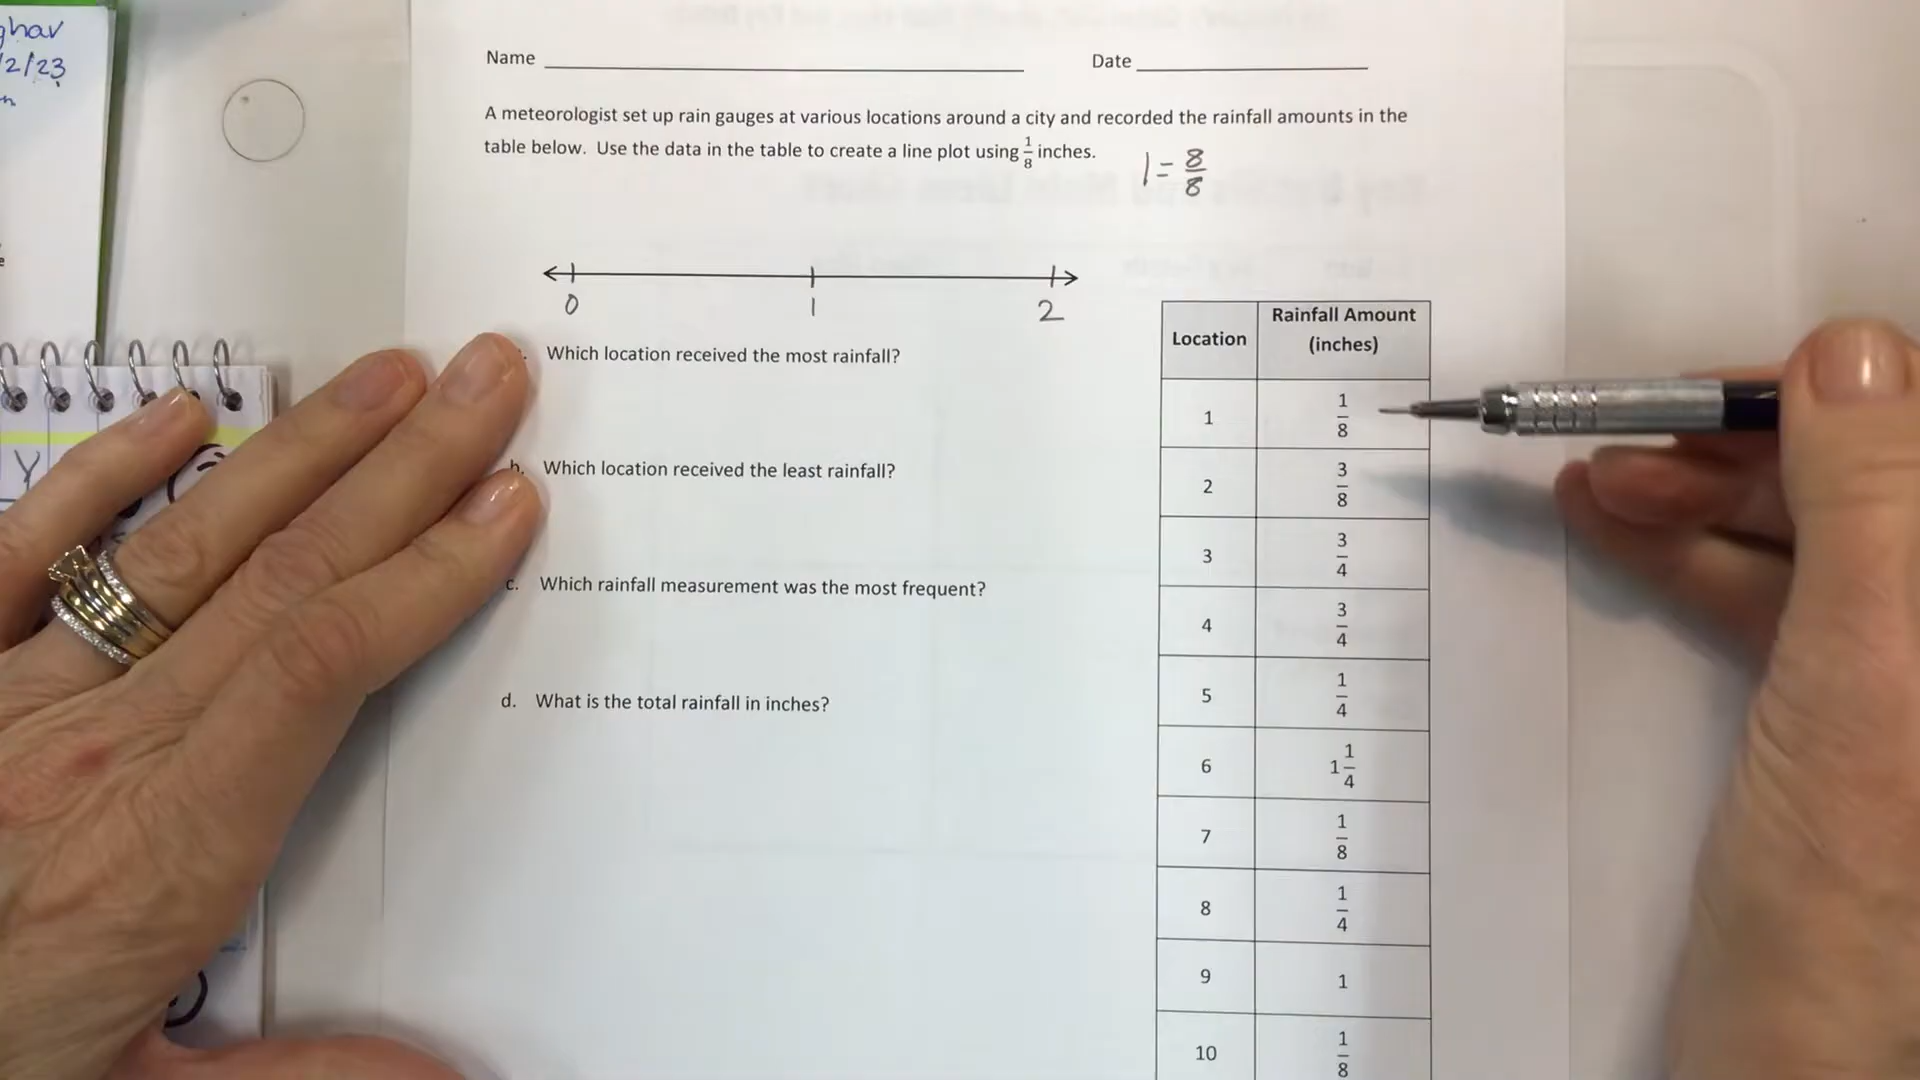 2/23
Y
Name
Date
A meteorologist set up rain gauges at various locations around a city and recorded the rainfall amounts in the
table below. Use the data in the table to create a line plot using 1/8 inches.
1 = 8/8
0 1 2
Which location received the most rainfall?
b. Which location received the least rainfall?
c. Which rainfall measurement was the most frequent?
d. What is the total rainfall in inches?
Location Rainfall Amount (inches)
1 1/8
2 3/8
3 3/4
4 3/4
5 1/4
6 1 1/4
7 1/8
8 1/4
9 1
10 1/8